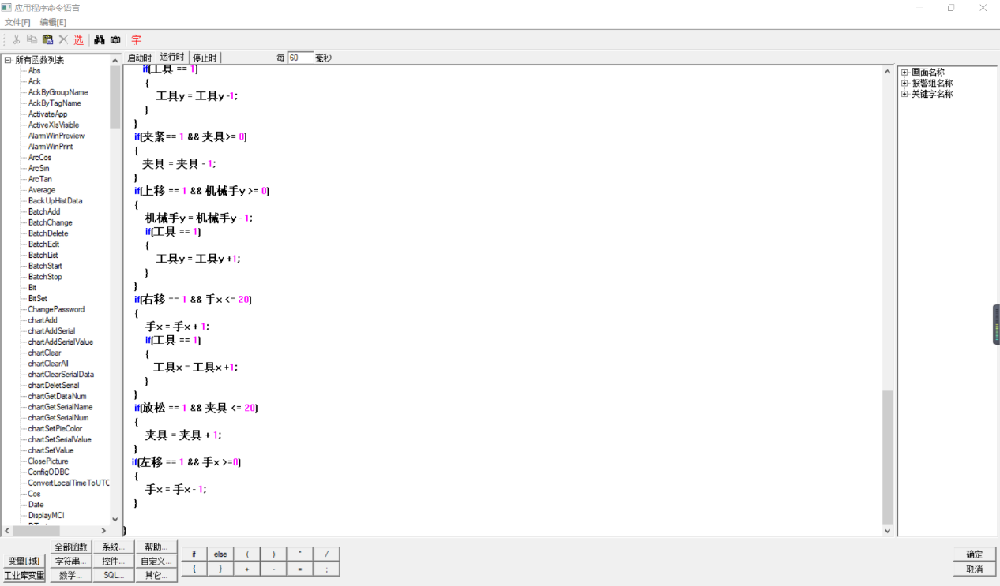 应用程序命令语言
文件[F] 编辑[E]
选 字
所有函数列表
Abs
Ack
AckByGroupName
AckByTagName
ActivateApp
ActiveXIsVisible
AlarmWinPreview
AlarmWinPrint
ArcCos
ArcSin
ArcTan
Average
BackUpHistData
BatchAdd
BatchChange
BatchDelete
BatchEdit
BatchList
BatchStart
BatchStop
Bit
BitSet
ChangePassword
chartAdd
chartAddSerial
chartAddSerialValue
chartClear
chartClearAll
chartClearSerialData
chartDeletSerial
chartGetDataNum
chartGetSerialName
chartGetSerialNum
chartSetPieColor
chartSetSerialValue
chartSetValue
ClosePicture
ConfigODBC
ConvertLocalTimeToUTC
Cos
Date
DisplayMCI
启动时 运行时 停止时 每 60 毫秒
if(工具 == 1)
{
工具y = 工具y -1;
}
}
if(夹紧== 1 && 夹具>= 0)
{
夹具 = 夹具 - 1;
}
if(上移 == 1 && 机械手y >= 0)
{
机械手y = 机械手y - 1;
if(工具 == 1)
{
工具y = 工具y +1;
}
}
if(右移 == 1 && 手x <= 20)
{
手x = 手x + 1;
if(工具 == 1)
{
工具x = 工具x +1;
}
}
if(放松 == 1 && 夹具 <= 20)
{
夹具 = 夹具 + 1;
}
if(左移 == 1 && 手x >=0)
{
手x = 手x - 1;
}
}
画面名称
报警组名称
关键字名称
全部函数 系统... 帮助...
变量[.域] 字符串... 控件... 自定义...
工业库变量 数学... SQL... 其它...
if else ( ) " /
{ } + - = ;
确定
取消